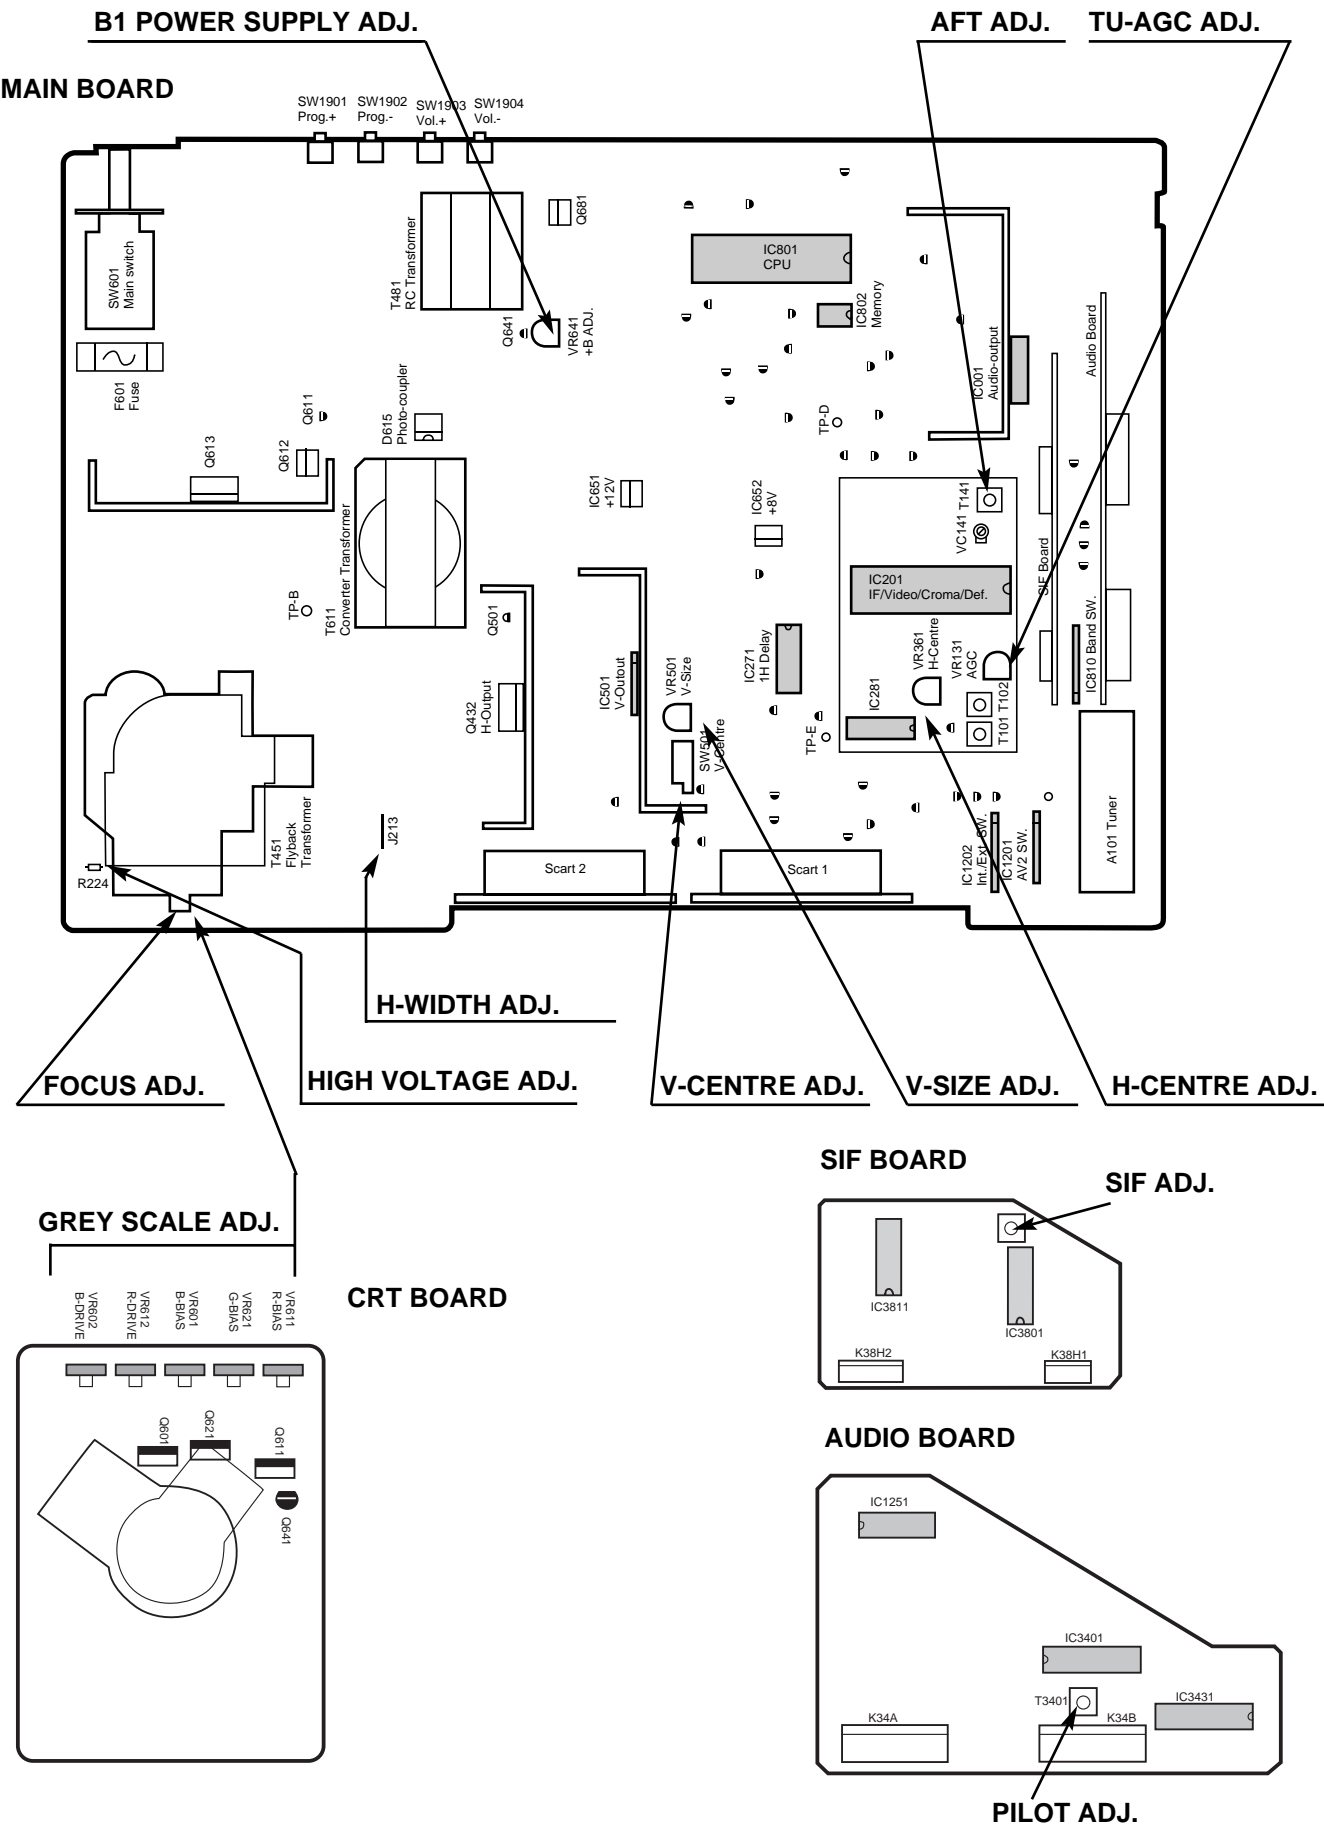 B1 POWER SUPPLY ADJ.
AFT ADJ.
TU-AGC ADJ.
MAIN BOARD
SW1901
Prog.+
SW1902
Prog.-
SW1903
Vol.+
SW1904
Vol.-
SW601
Main switch
F601
Fuse
T481
RC Transformer
Q681
Q641
VR641
+B ADJ.
IC801
CPU
IC802
Memory
IC001
Audio-output
Audio Board
Q611
Q612
Q613
D615
Photo-coupler
TP-D
IC651
+12V
IC652
+8V
VC141 T141
SIF Board
IC201
IF/Video/Croma/Def.
TP-B
T611
Converter Transformer
Q501
IC501
V-Outout
VR501
V-Size
IC271
1H Delay
VR361
H-Centre
VR131
AGC
IC810 Band SW.
Q432
H-Output
SW501
V-Centre
IC281
TP-E
T101 T102
T451
Flyback
Transformer
R224
J213
Scart 2
Scart 1
IC1202
Int./Ext. SW.
IC1201
AV2 SW.
A101 Tuner
H-WIDTH ADJ.
FOCUS ADJ.
HIGH VOLTAGE ADJ.
V-CENTRE ADJ.
V-SIZE ADJ.
H-CENTRE ADJ.
SIF BOARD
SIF ADJ.
GREY SCALE ADJ.
CRT BOARD
VR602
B-DRIVE
VR612
R-DRIVE
VR601
B-BIAS
VR621
G-BIAS
VR611
R-BIAS
IC3811
IC3801
K38H2
K38H1
Q601
Q621
Q611
Q641
AUDIO BOARD
IC1251
IC3401
T3401
IC3431
K34A
K34B
PILOT ADJ.